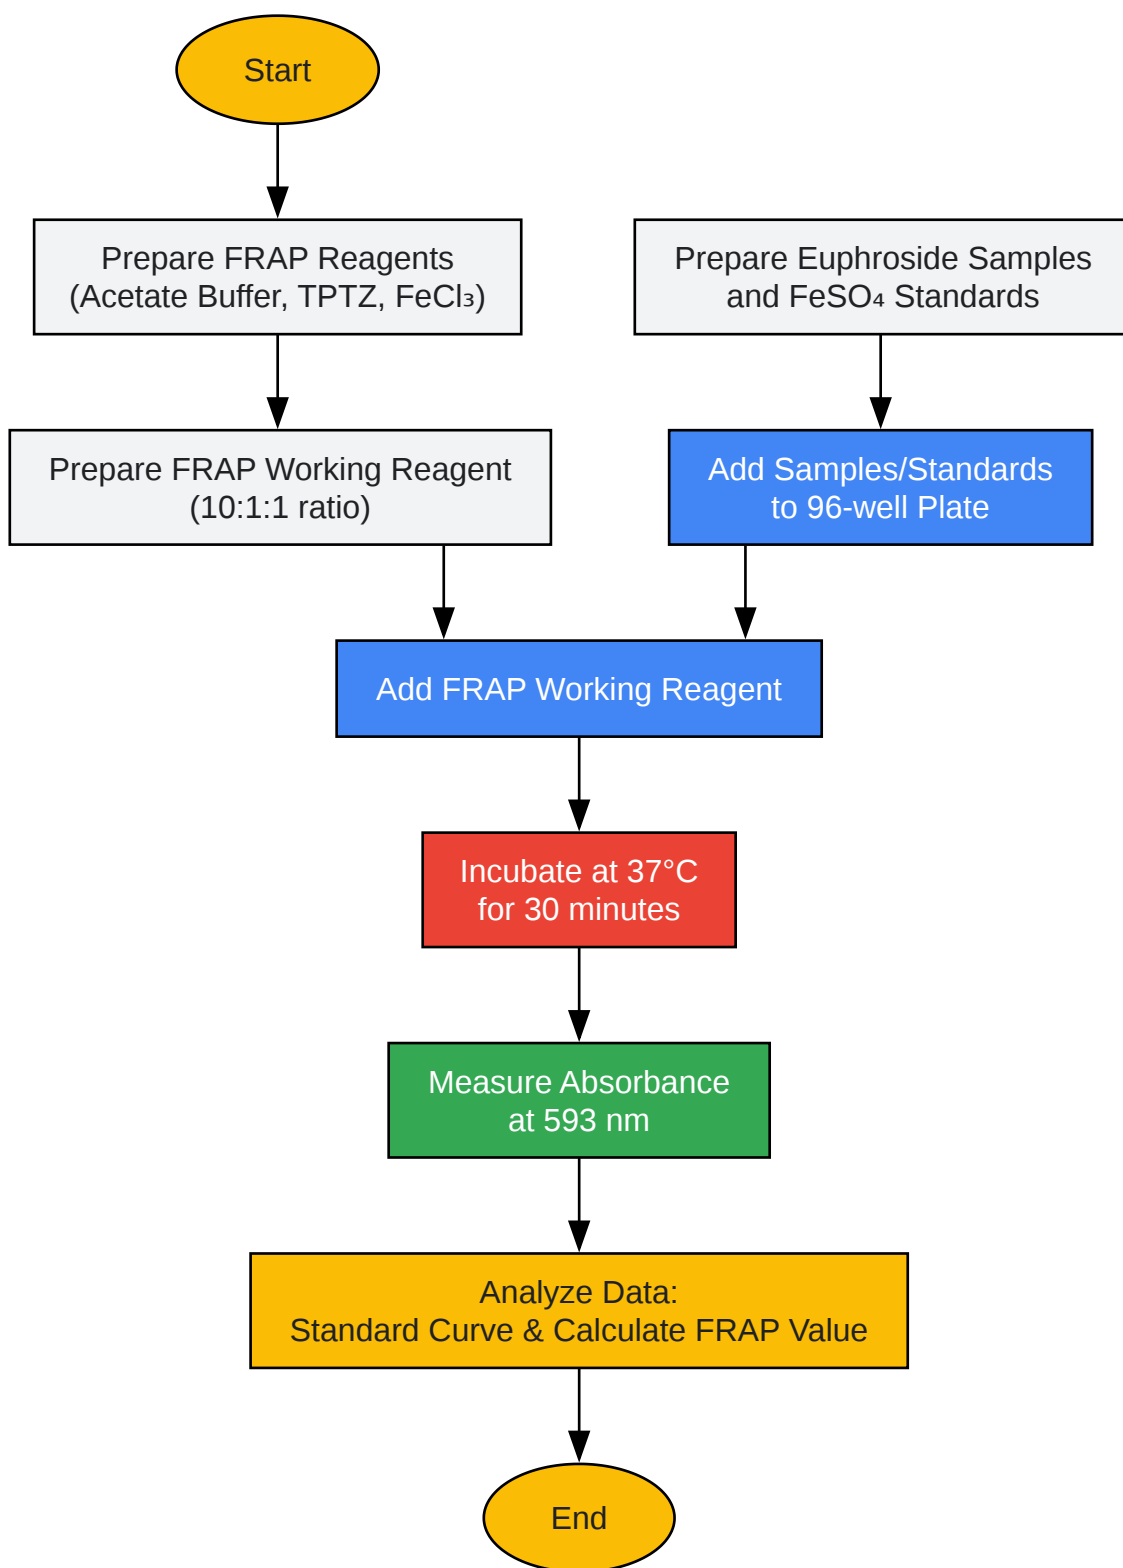 Start
Prepare FRAP Reagents
(Acetate Buffer, TPTZ, FeCl₃)
Prepare Euphroside Samples
and FeSO₄ Standards
Prepare FRAP Working Reagent
(10:1:1 ratio)
Add Samples/Standards
to 96-well Plate
Add FRAP Working Reagent
Incubate at 37°C
for 30 minutes
Measure Absorbance
at 593 nm
Analyze Data:
Standard Curve & Calculate FRAP Value
End